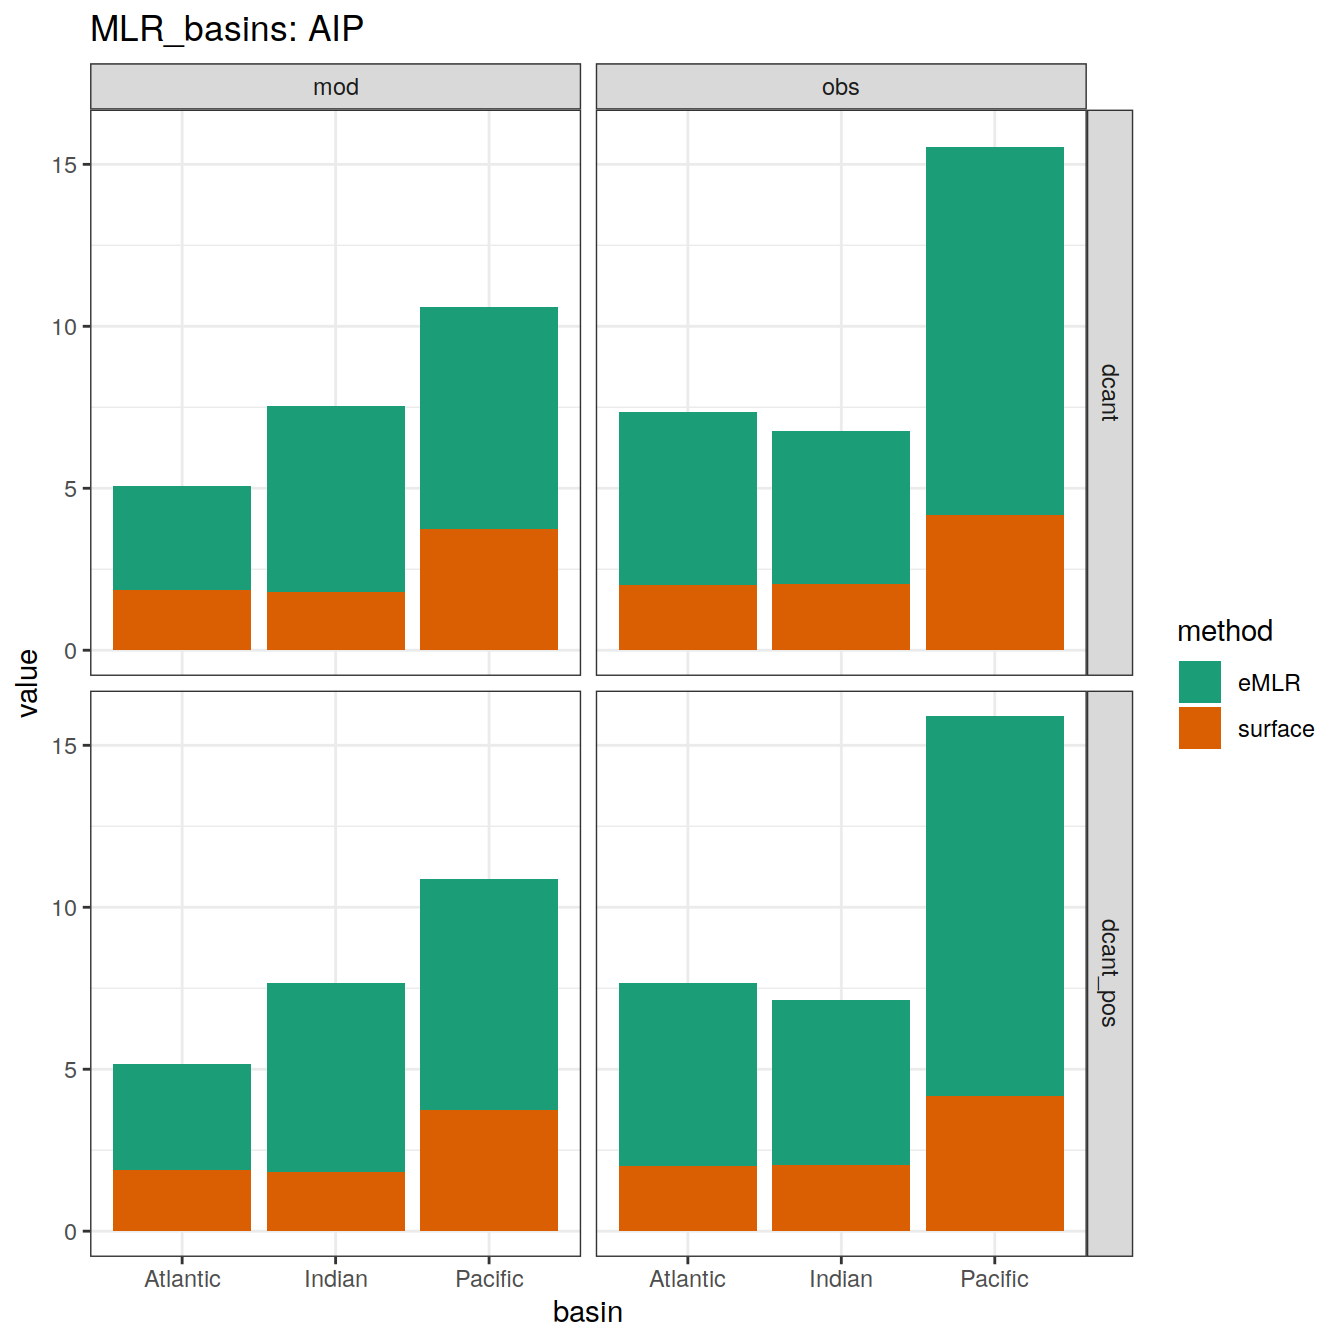 MLR_basins: AIP
mod
obs
15
10
5
0
dcant
15
10
5
0
dcant_pos
value
Atlantic
Indian
Pacific
Atlantic
Indian
Pacific
basin
method
eMLR
surface